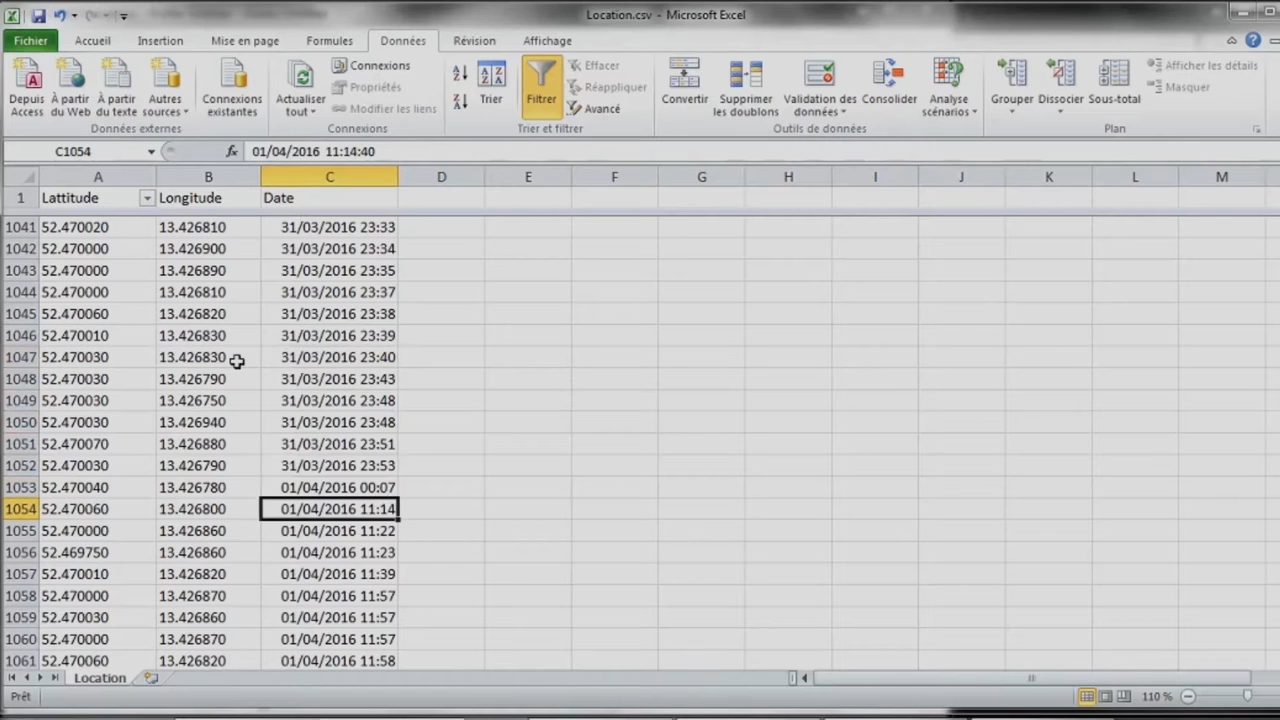 Location.csv - Microsoft Excel
Fichier Accueil Insertion Mise en page Formules Données Révision Affichage
Depuis Access
À partir du Web
À partir du texte
Autres sources
Connexions existantes
Actualiser tout
Connexions
Propriétés
Modifier les liens
Trier
Filtrer
Effacer
Réappliquer
Avancé
Convertir
Supprimer les doublons
Validation des données
Consolider
Analyse scénarios
Grouper
Dissocier
Sous-total
Afficher les détails
Masquer
Données externes Connexions Trier et filtrer Outils de données Plan
C1054 fx 01/04/2016 11:14:40
A B C D E F G H I J K L M
1 Lattitude Longitude Date
1041 52.470020 13.426810 31/03/2016 23:33
1042 52.470000 13.426900 31/03/2016 23:34
1043 52.470000 13.426890 31/03/2016 23:35
1044 52.470000 13.426810 31/03/2016 23:37
1045 52.470060 13.426820 31/03/2016 23:38
1046 52.470010 13.426830 31/03/2016 23:39
1047 52.470030 13.426830 31/03/2016 23:40
1048 52.470030 13.426790 31/03/2016 23:43
1049 52.470030 13.426750 31/03/2016 23:48
1050 52.470030 13.426940 31/03/2016 23:48
1051 52.470070 13.426880 31/03/2016 23:51
1052 52.470030 13.426790 31/03/2016 23:53
1053 52.470040 13.426780 01/04/2016 00:07
1054 52.470060 13.426800 01/04/2016 11:14
1055 52.470000 13.426860 01/04/2016 11:22
1056 52.469750 13.426860 01/04/2016 11:23
1057 52.470010 13.426820 01/04/2016 11:39
1058 52.470000 13.426870 01/04/2016 11:57
1059 52.470030 13.426860 01/04/2016 11:57
1060 52.470000 13.426870 01/04/2016 11:57
1061 52.470060 13.426820 01/04/2016 11:58
Location
Prêt 110 %